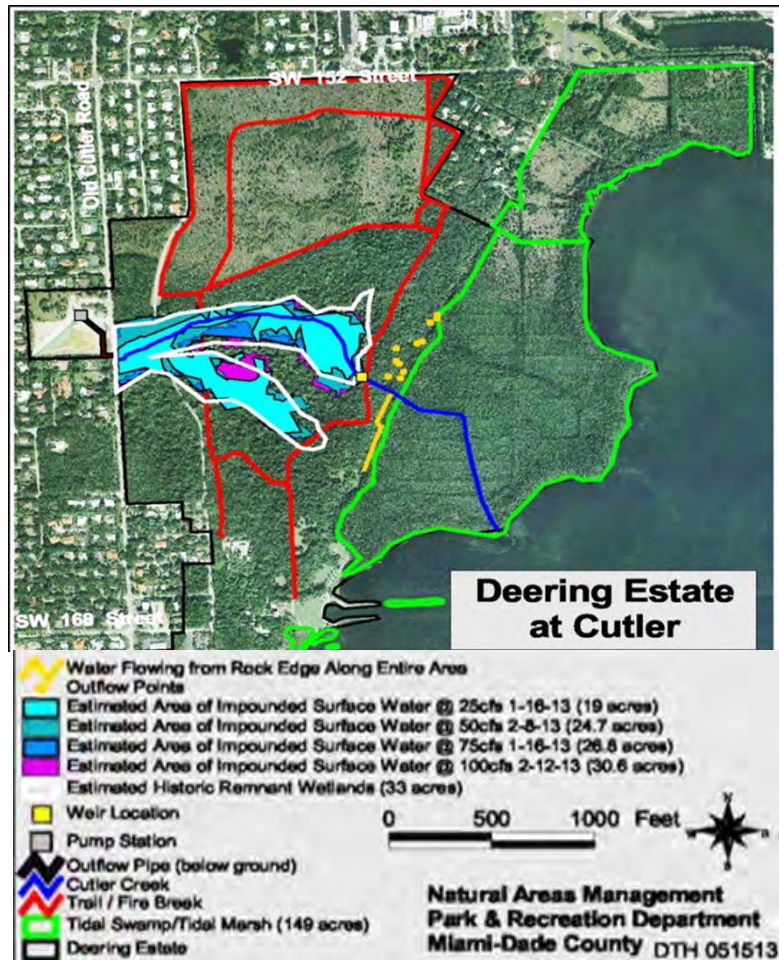 SW 152 Street
Old Cutler Road
SW 168 Street
Deering Estate
at Cutler
Water Flowing from Rock Edge Along Entire Area
Outflow Points
Estimated Area of Impounded Surface Water @ 25cfs 1-16-13 (19 acres)
Estimated Area of Impounded Surface Water @ 50cfs 2-8-13 (24.7 acres)
Estimated Area of Impounded Surface Water @ 75cfs 1-16-13 (26.8 acres)
Estimated Area of Impounded Surface Water @ 100cfs 2-12-13 (30.6 acres)
Estimated Historic Remnant Wetlands (33 acres)
Weir Location
Pump Station
Outflow Pipe (below ground)
Cutler Creek
Trail / Fire Break
Tidal Swamp/Tidal Marsh (149 acres)
Deering Estate
0 500 1000 Feet
N
W E
S
Natural Areas Management
Park & Recreation Department
Miami-Dade County DTH 051513